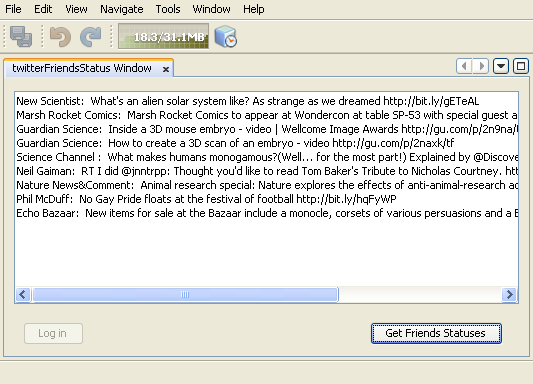 File Edit View Navigate Tools Window Help
18.3/31.1MB
twitterFriendsStatus Window x
New Scientist: What's an alien solar system like? As strange as we dreamed http://bit.ly/gETeAL
Marsh Rocket Comics: Marsh Rocket Comics to appear at Wondercon at table SP-53 with special guest a
Guardian Science: Inside a 3D mouse embryo - video | Wellcome Image Awards http://gu.com/p/2n9na/
Guardian Science: How to create a 3D scan of an embryo - video http://gu.com/p/2naxk/tf
Science Channel : What makes humans monogamous?(Well... for the most part!) Explained by @Discove
Neil Gaiman: RT I did @jnntrpp: Thought you'd like to read Tom Baker's Tribute to Nicholas Courtney. htt
Nature News&Comment: Animal research special: Nature explores the effects of anti-animal-research ac
Phil McDuff: No Gay Pride floats at the festival of football http://bit.ly/hqFyWP
Echo Bazaar: New items for sale at the Bazaar include a monocle, corsets of various persuasions and a
Log in
Get Friends Statuses